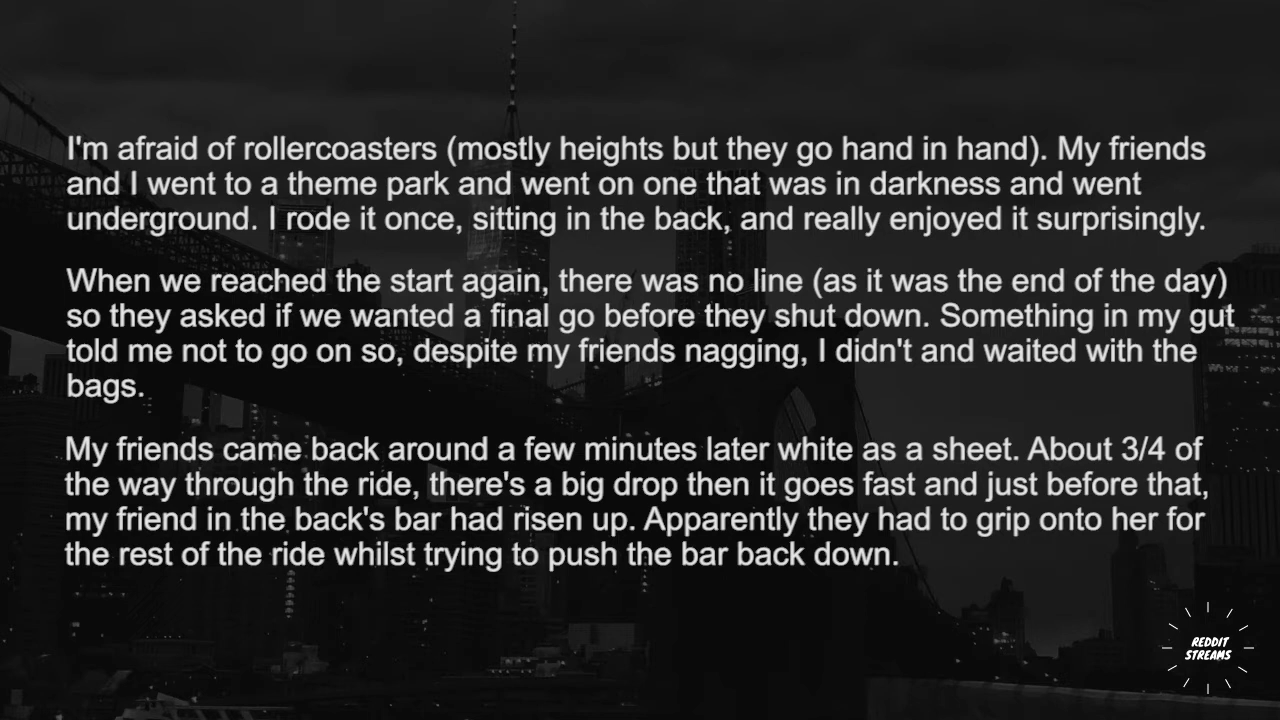 I'm afraid of rollercoasters (mostly heights but they go hand in hand). My friends
and I went to a theme park and went on one that was in darkness and went
underground. I rode it once, sitting in the back, and really enjoyed it surprisingly.
When we reached the start again, there was no line (as it was the end of the day)
so they asked if we wanted a final go before they shut down. Something in my gut
told me not to go on so, despite my friends nagging, I didn't and waited with the
bags.
My friends came back around a few minutes later white as a sheet. About 3/4 of
the way through the ride, there's a big drop then it goes fast and just before that,
my friend in the back's bar had risen up. Apparently they had to grip onto her for
the rest of the ride whilst trying to push the bar back down.
REDDIT
STREAMS